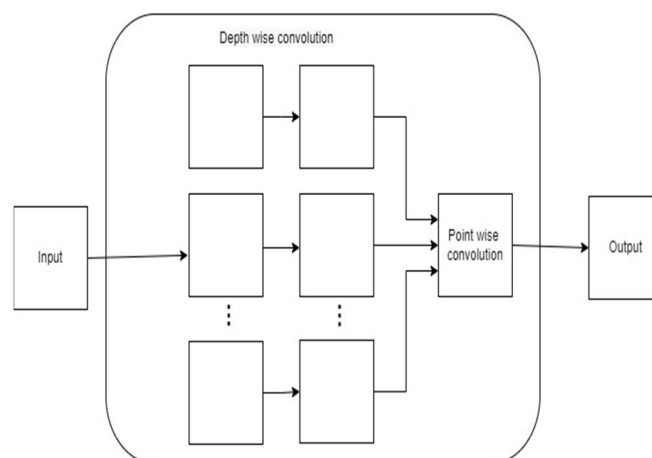 Depth wise convolution
Input
Point wise
convolution
Output